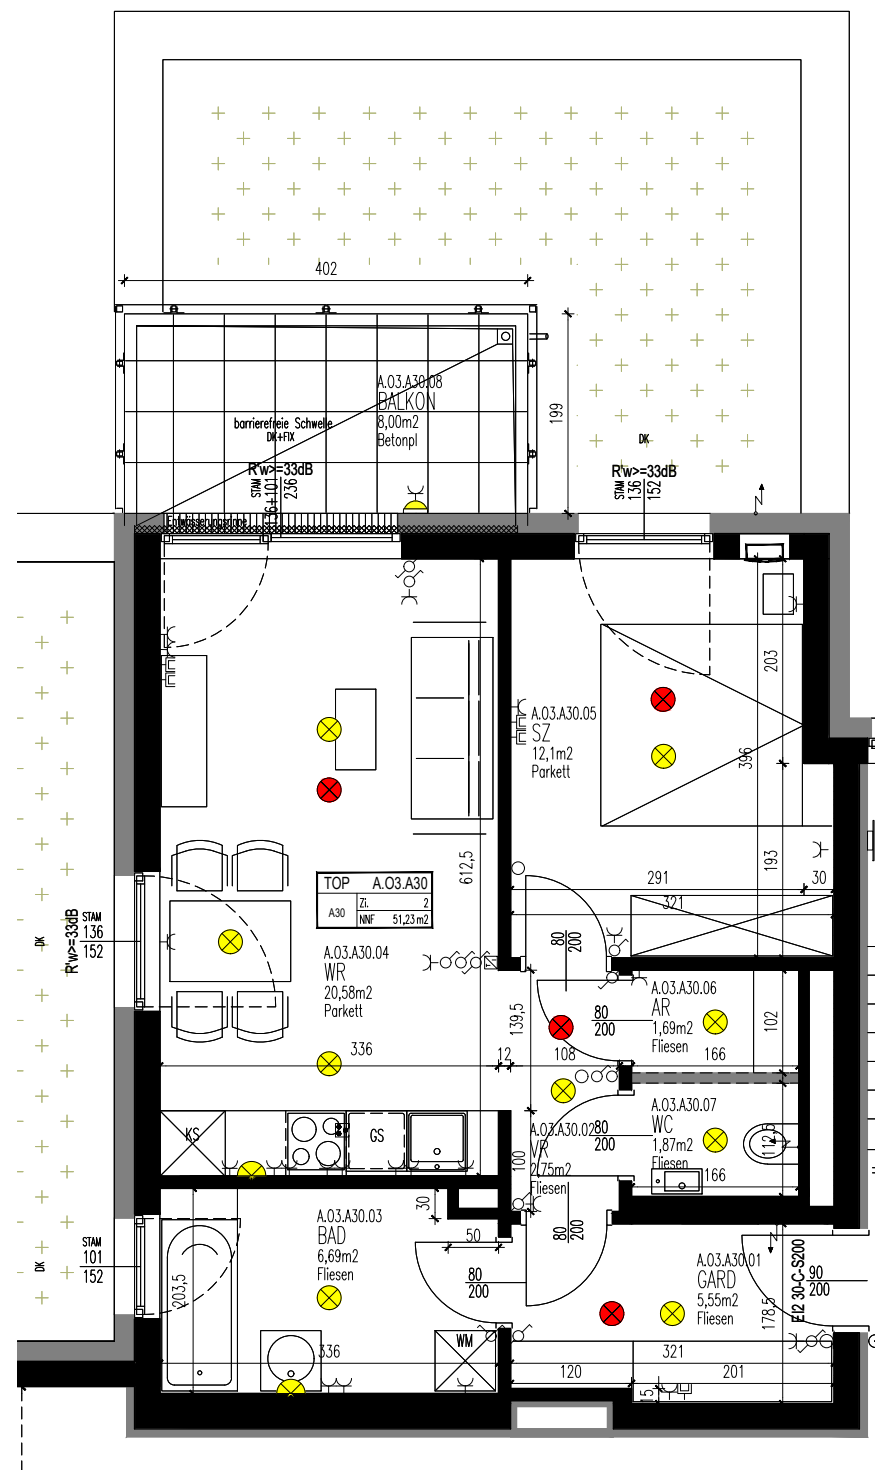 402
A.03.A30.08
BALKON
8,00m2
Betonpl
199
barrierefreie Schwelle
DK+FIX
R'w>=33dB
STAM
136+101
236
Entwässerungsrinne
DK
R'w>=33dB
STAM
136
152
203
A.03.A30.05
SZ
12,1m2
Parkett
396
193
612,5
291
30
321
TOP A.03.A30
A30
Zi. 2
NNF 51,23 m2
80
200
DK
R'w>=33dB
STAM
136
152
A.03.A30.04
WR
20,58m2
Parkett
139,5
A.03.A30.06
AR
1,69m2
Fliesen
80
200
102
336
12
108
166
KS
GS
A.03.A30.02
VR
2,75m2
Fliesen
100
80
200
A.03.A30.07
WC
1,87m2
Fliesen
112,5
166
30
A.03.A30.03
BAD
6,69m2
Fliesen
50
80
200
80
200
DK
STAM
101
152
203,5
A.03.A30.01
GARD
5,55m2
Fliesen
178,5
EI2 30-C-S200
90
200
WM
336
321
120
201
15